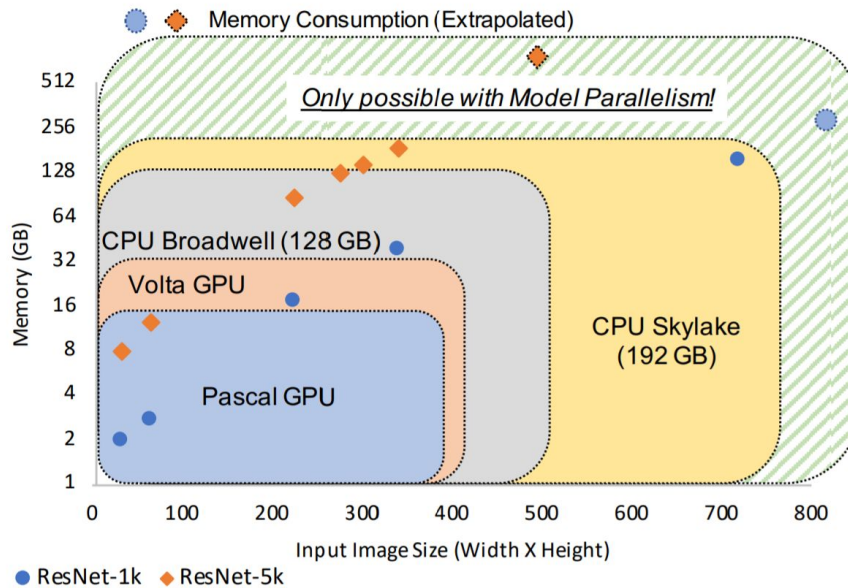 Memory Consumption (Extrapolated)
Only possible with Model Parallelism!
512
256
128
64
32
16
8
4
2
1
Memory (GB)
CPU Broadwell (128 GB)
Volta GPU
Pascal GPU
CPU Skylake
(192 GB)
0 100 200 300 400 500 600 700 800
Input Image Size (Width X Height)
ResNet-1k ResNet-5k